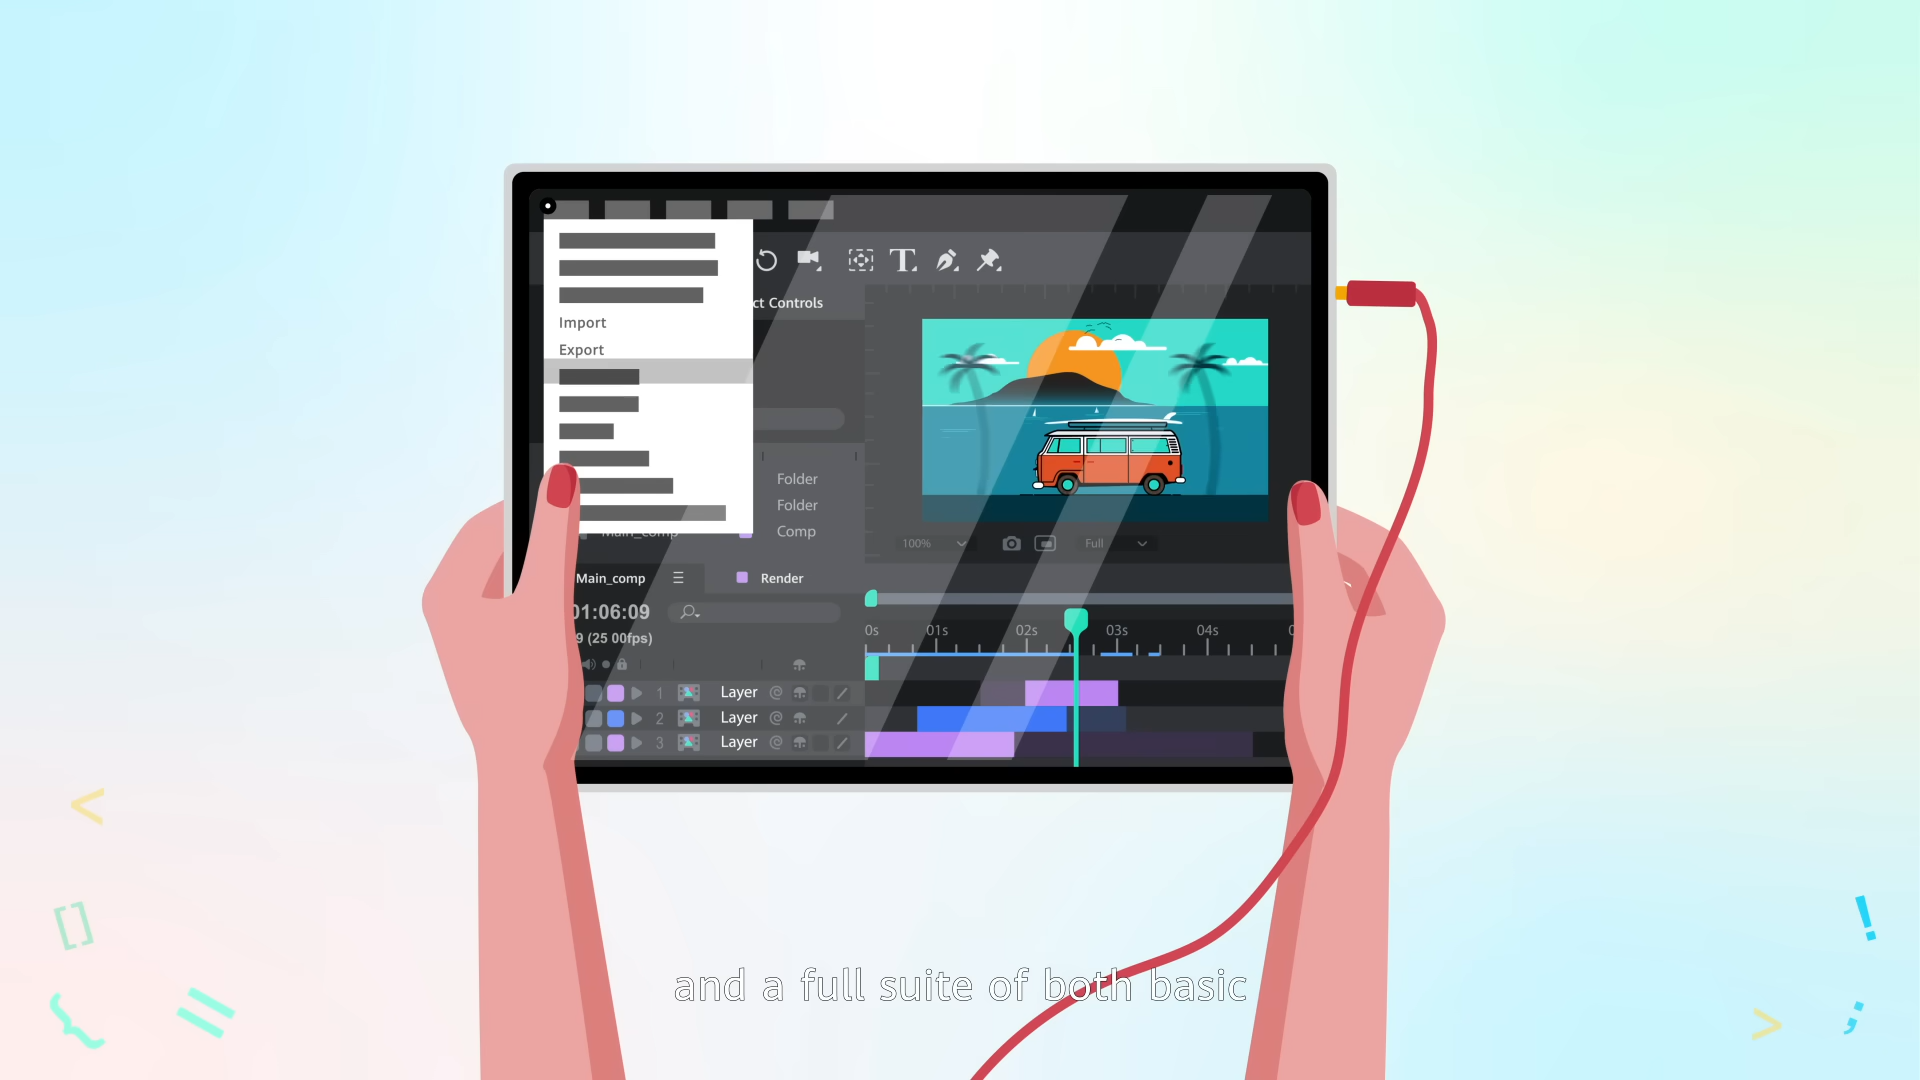 T
ct Controls
Import
Export
Folder
Folder
Main_comp
Comp
100%
Full
Main_comp
Render
01:06:09
9 (25 00fps)
0s
01s
02s
03s
04s
1
Layer
2
Layer
3
Layer
<
[]
{
=
!
;
>
and a full suite of both basic